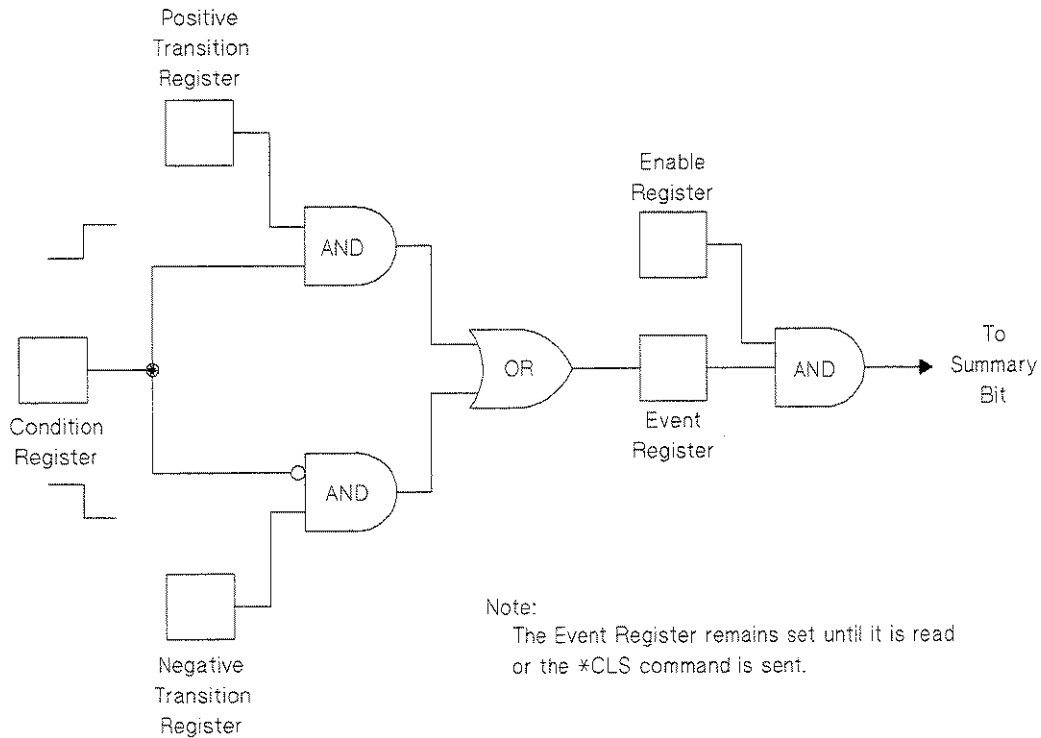 Positive
Transition
Register
Enable
Register
AND
Condition
Register
OR
AND
To
Summary
Bit
Event
Register
AND
Negative
Transition
Register
Note:
The Event Register remains set until it is read
or the *CLS command is sent.